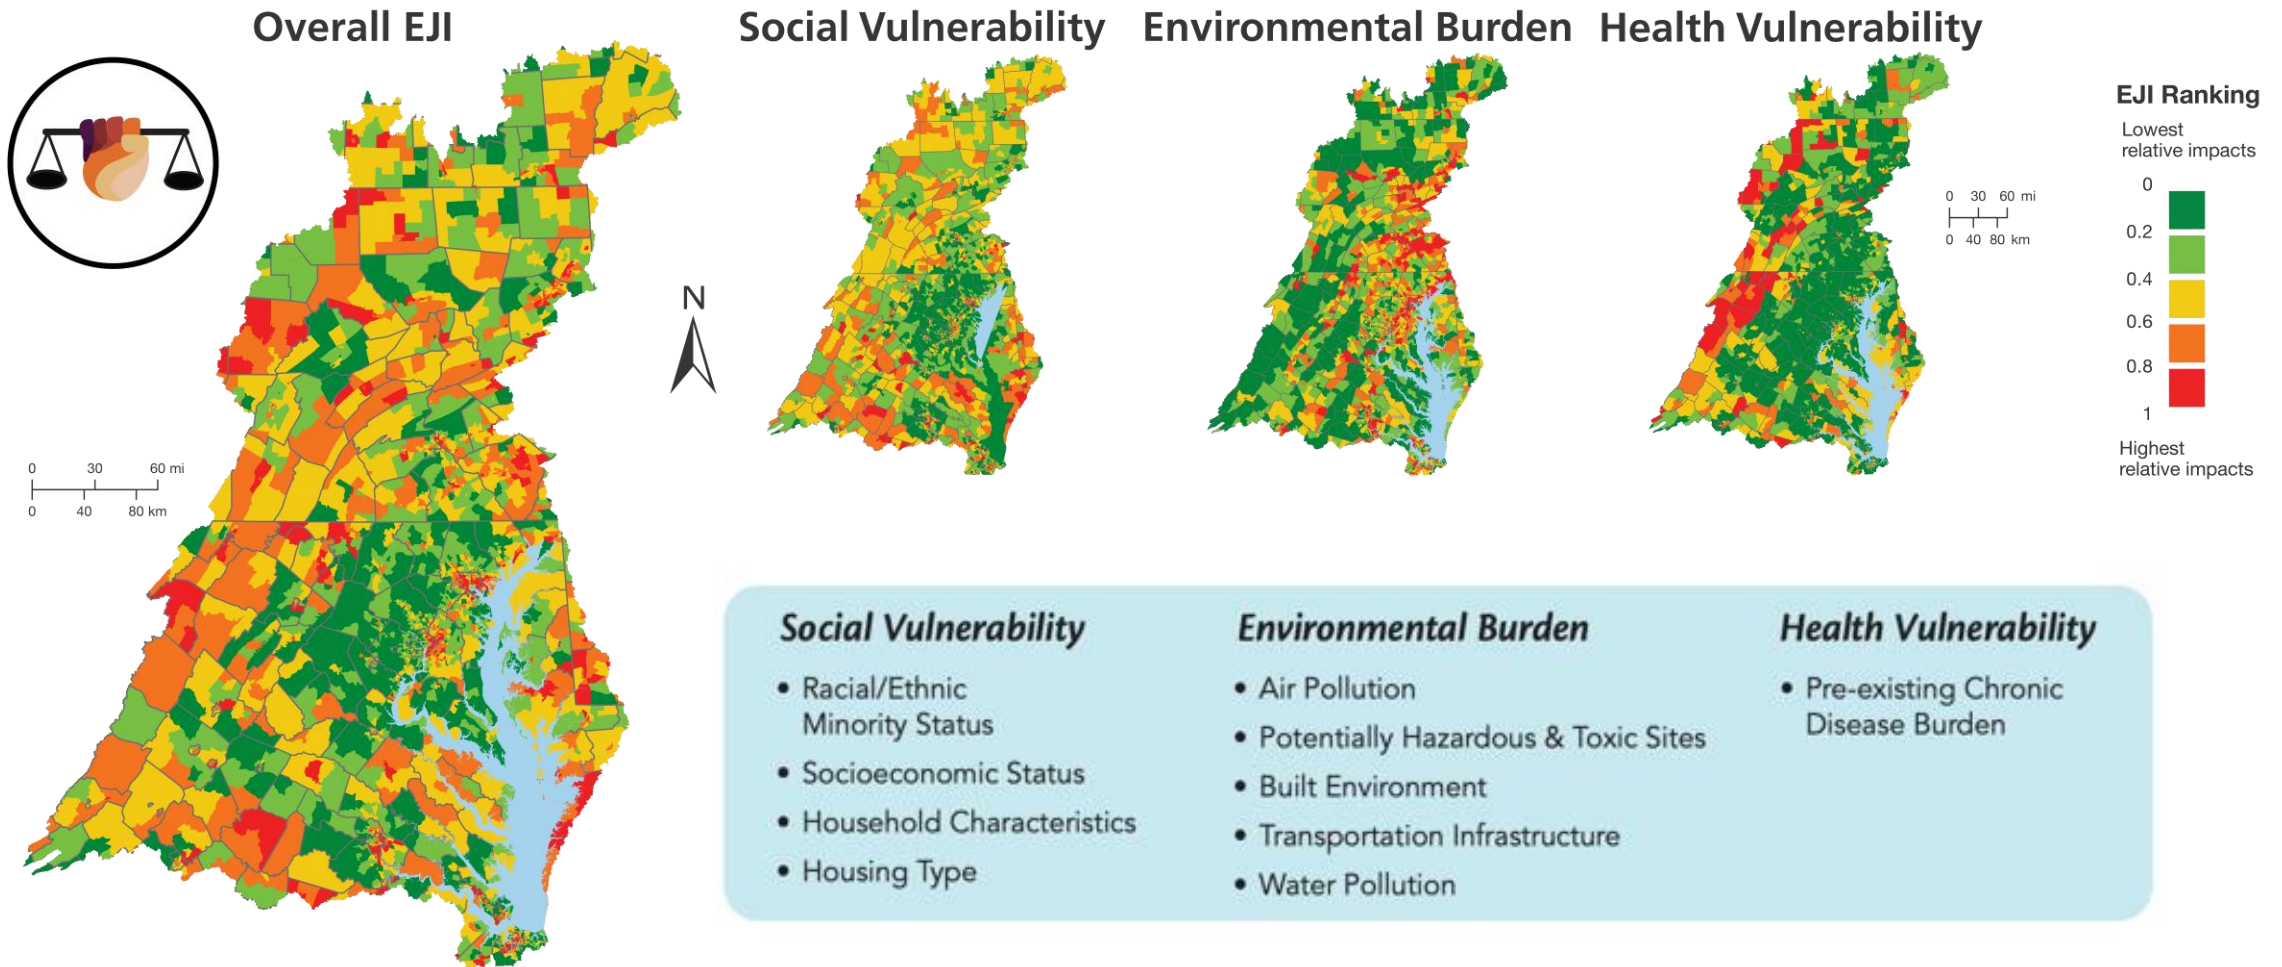 Overall EJI
Social Vulnerability
Environmental Burden
Health Vulnerability
EJI Ranking
Lowest
relative impacts
0
0.2
0.4
0.6
0.8
1
Highest
relative impacts
0 30 60 mi
0 40 80 km
N
0 30 60 mi
0 40 80 km
Social Vulnerability
• Racial/Ethnic
Minority Status
• Socioeconomic Status
• Household Characteristics
• Housing Type
Environmental Burden
• Air Pollution
• Potentially Hazardous & Toxic Sites
• Built Environment
• Transportation Infrastructure
• Water Pollution
Health Vulnerability
• Pre-existing Chronic
Disease Burden